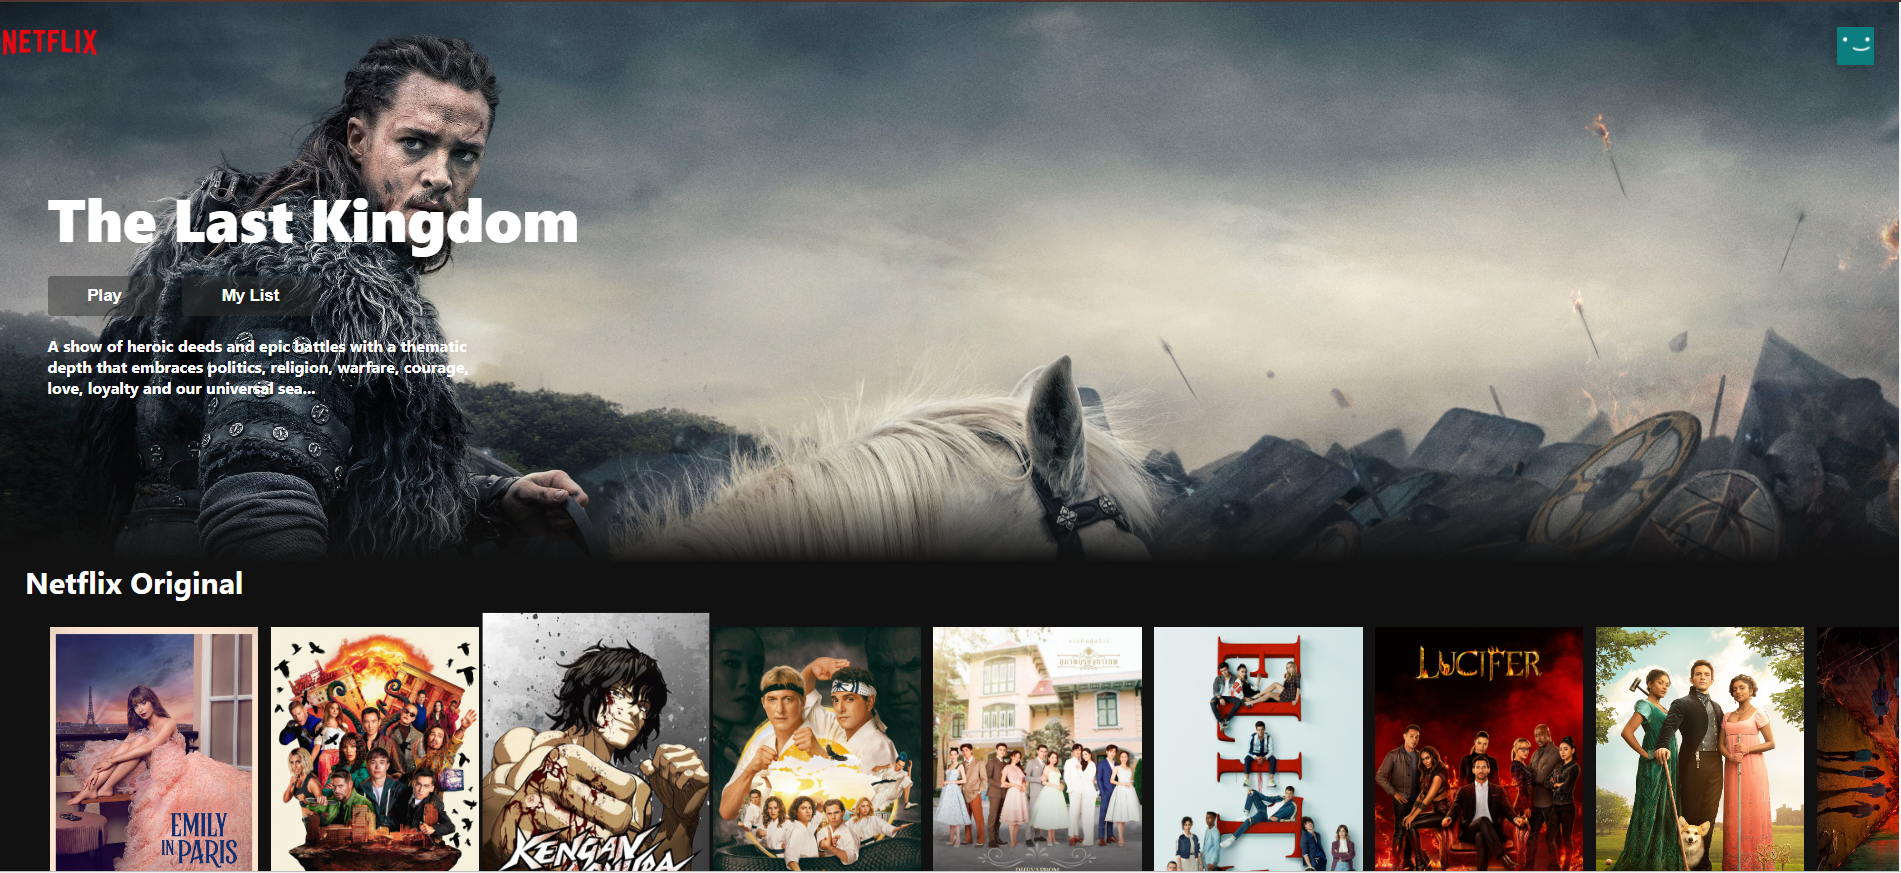 NETFLIX
The Last Kingdom
Play
My List
A show of heroic deeds and epic battles with a thematic
depth that embraces politics, religion, warfare, courage,
love, loyalty and our universal sea...
Netflix Original
EMILY
IN PARIS
KENGAN
ELITE
LUCIFER